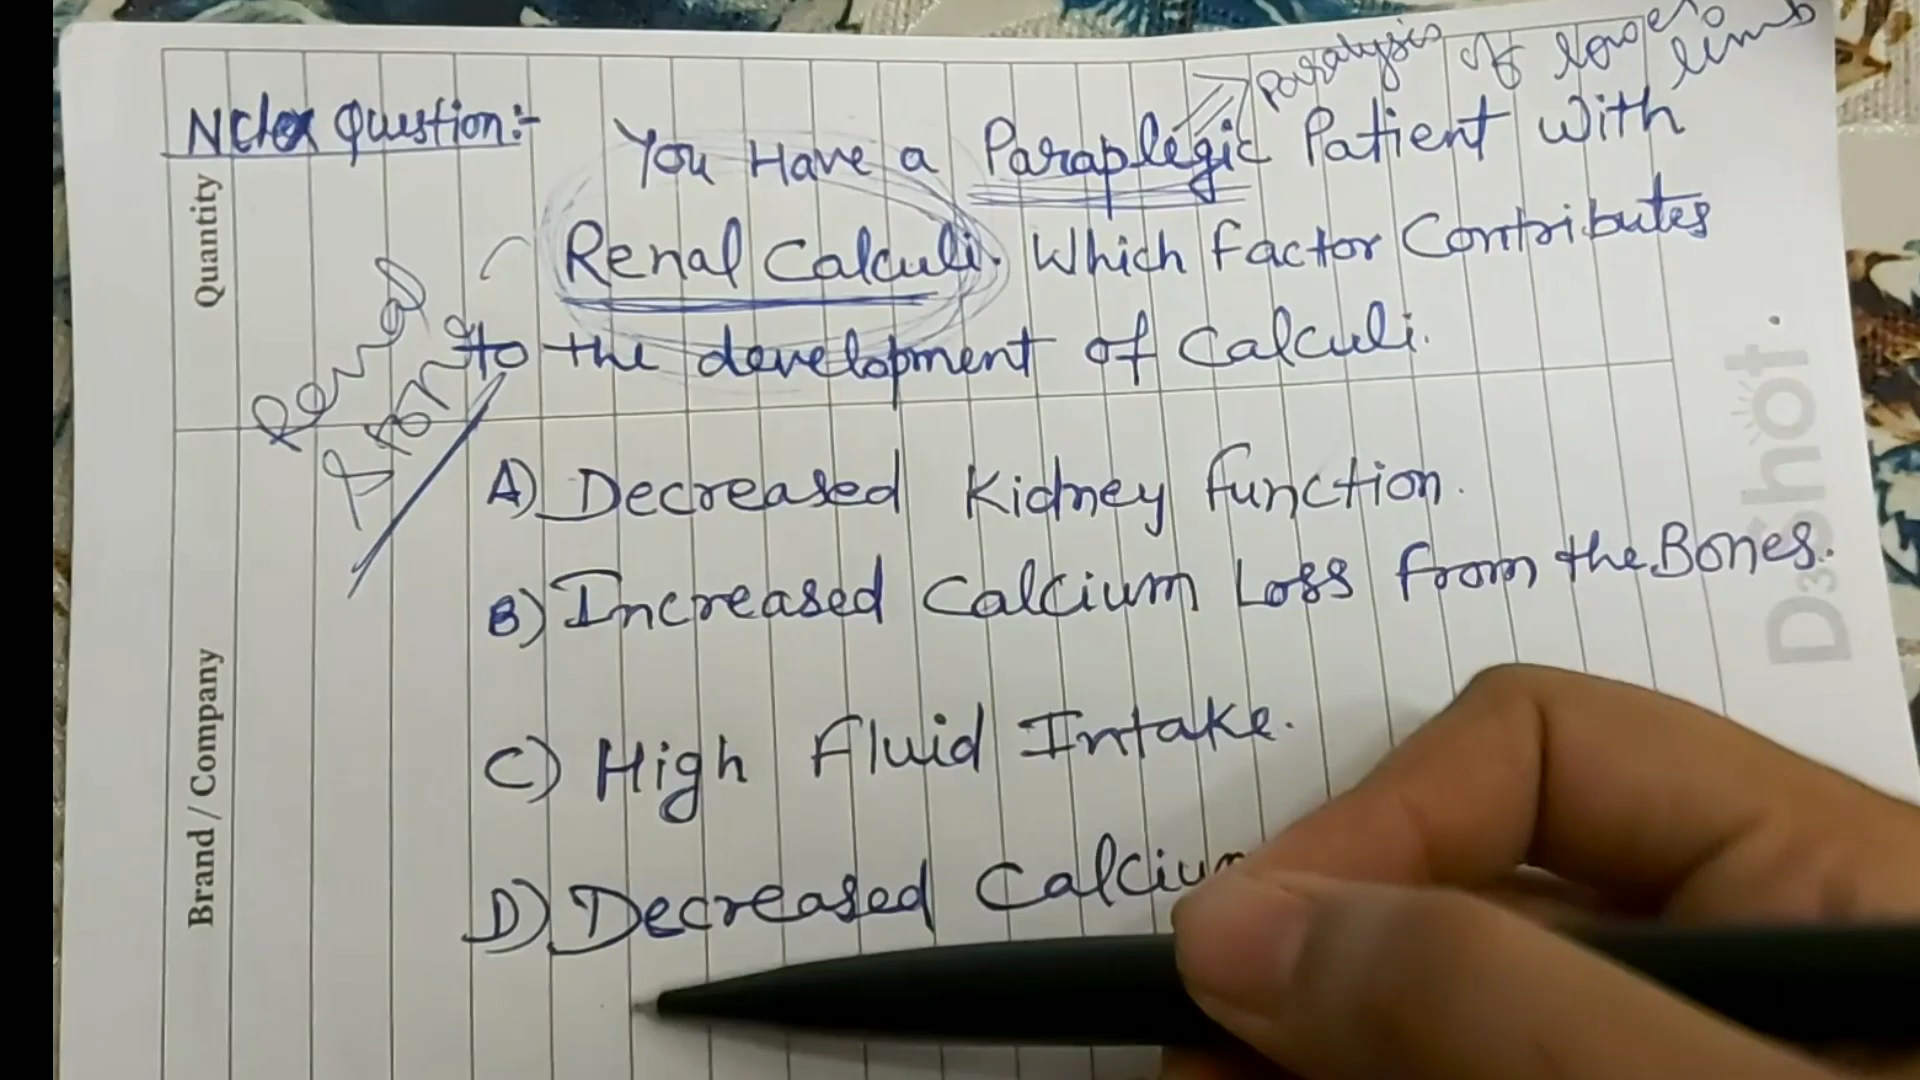 Paralysis of lower
limb
Nclex Question:- You Have a Paraplegic Patient with
Renal Calculi. Which factor Contributes
to the development of Calculi.
Renal
Stone
A) Decreased Kidney function.
B) Increased Calcium Loss from the Bones.
C) High Fluid Intake.
D) Decreased Calcium
Quantity
Brand / Company
D3shot